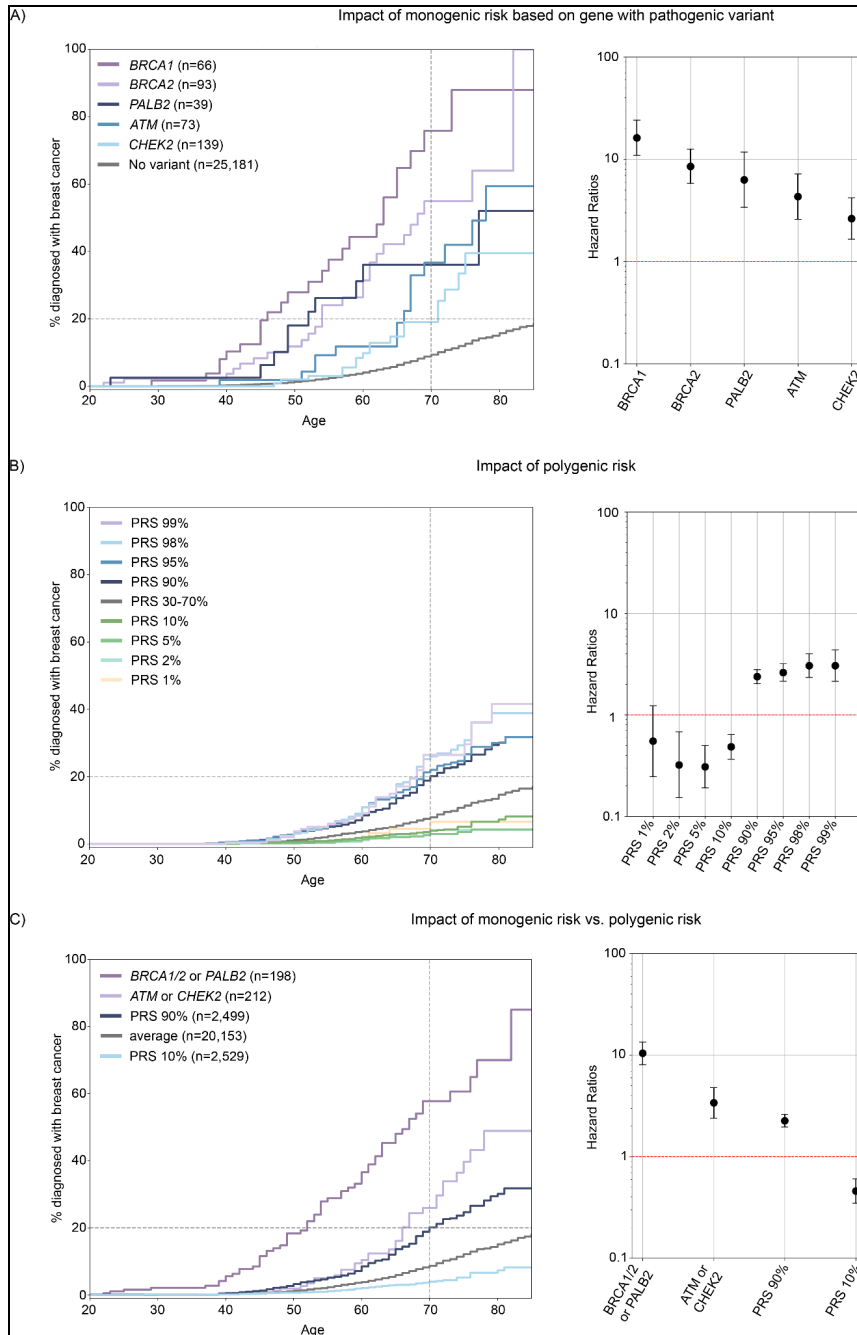 A)
Impact of monogenic risk based on gene with pathogenic variant
100
80
60
40
20
0
% diagnosed with breast cancer
BRCA1 (n=66)
BRCA2 (n=93)
PALB2 (n=39)
ATM (n=73)
CHEK2 (n=139)
No variant (n=25,181)
20 30 40 50 60 70 80
Age
100
10
1
0.1
Hazard Ratios
BRCA1 BRCA2 PALB2 ATM CHEK2
B)
Impact of polygenic risk
100
80
60
40
20
0
% diagnosed with breast cancer
PRS 99%
PRS 98%
PRS 95%
PRS 90%
PRS 30-70%
PRS 10%
PRS 5%
PRS 2%
PRS 1%
20 30 40 50 60 70 80
Age
100
10
1
0.1
Hazard Ratios
PRS 1% PRS 2% PRS 5% PRS 10% PRS 90% PRS 95% PRS 98% PRS 99%
C)
Impact of monogenic risk vs. polygenic risk
100
80
60
40
20
0
% diagnosed with breast cancer
BRCA1/2 or PALB2 (n=198)
ATM or CHEK2 (n=212)
PRS 90% (n=2,499)
average (n=20,153)
PRS 10% (n=2,529)
20 30 40 50 60 70 80
Age
100
10
1
0.1
Hazard Ratios
BRCA1/2
or PALB2
ATM or
CHEK2
PRS 90%
PRS 10%